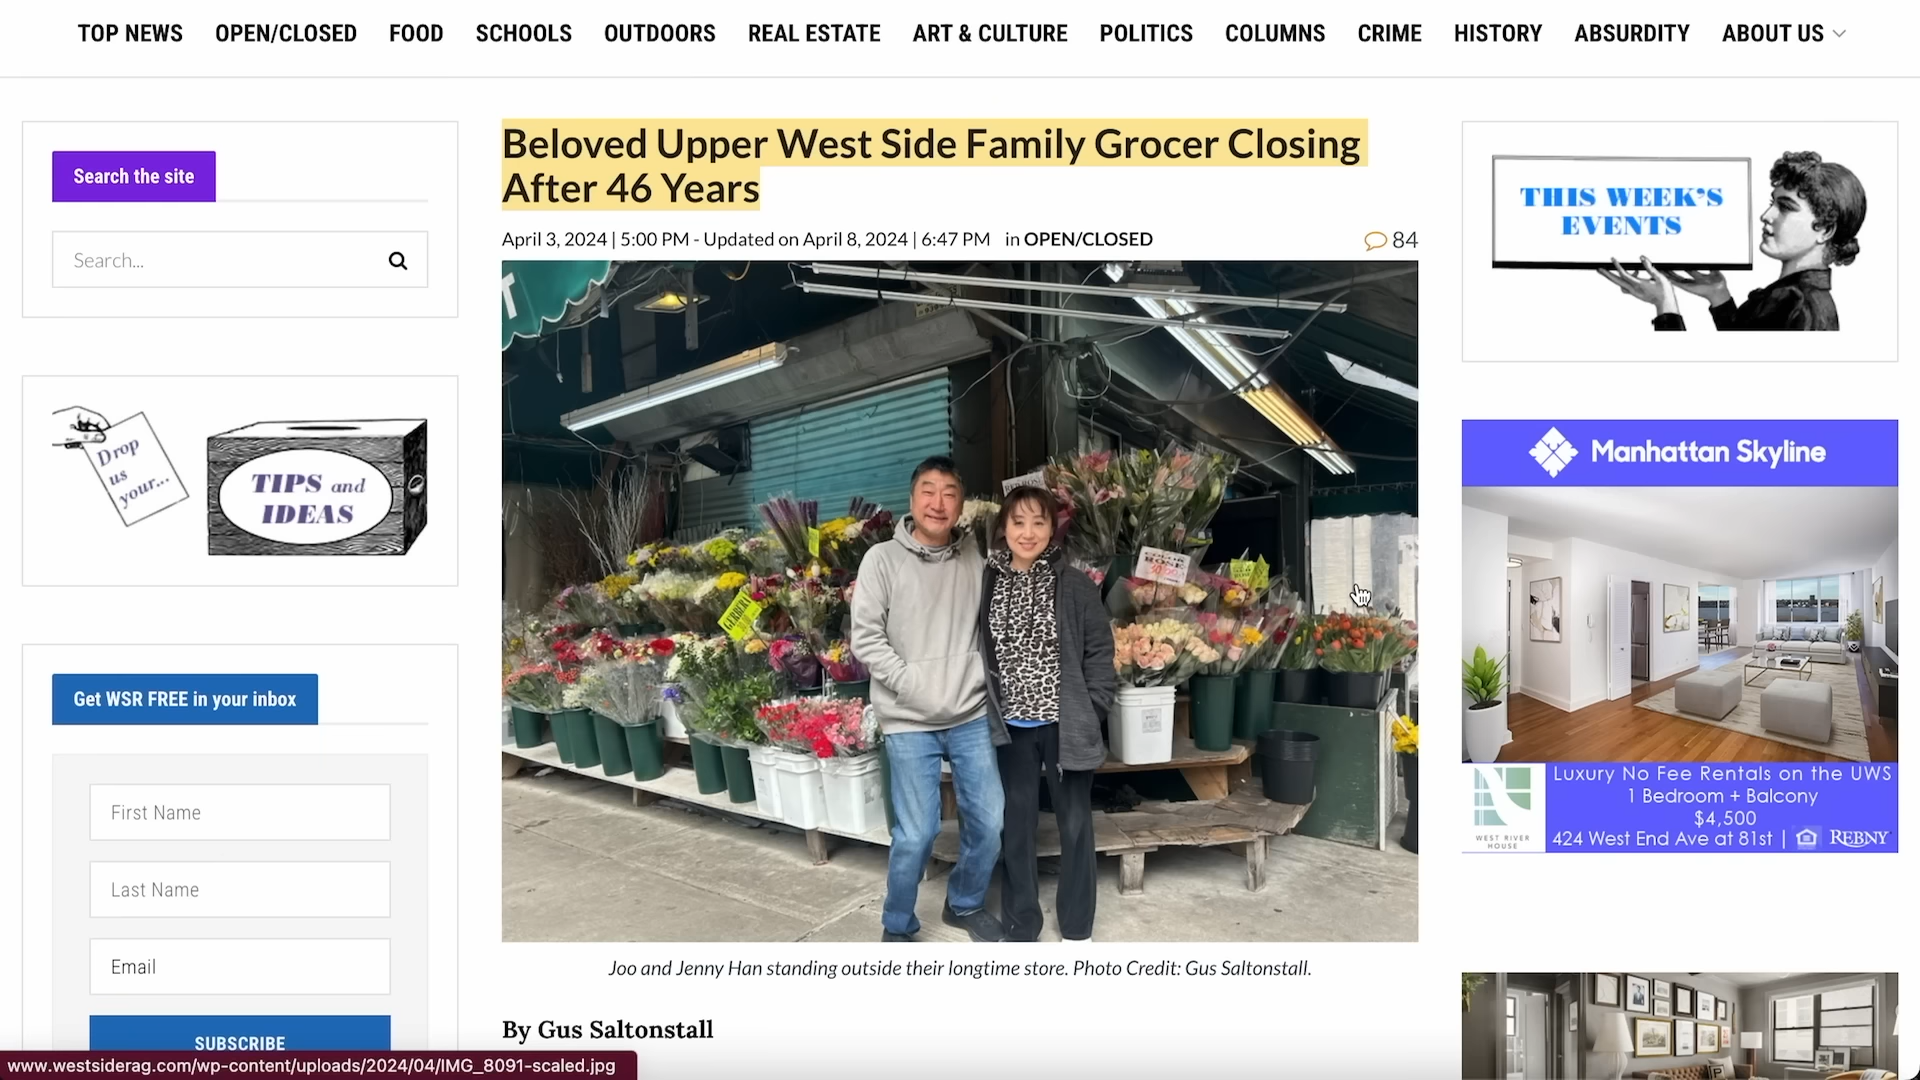 TOP NEWS OPEN/CLOSED FOOD SCHOOLS OUTDOORS REAL ESTATE ART & CULTURE POLITICS COLUMNS CRIME HISTORY ABSURDITY ABOUT US
Search the site
Search...
Drop
us
your...
TIPS and
IDEAS
Get WSR FREE in your inbox
First Name
Last Name
Email
SUBSCRIBE
Beloved Upper West Side Family Grocer Closing
After 46 Years
April 3, 2024 | 5:00 PM - Updated on April 8, 2024 | 6:47 PM in OPEN/CLOSED 84
T
GERBERA
COLOR
ROSE
Joo and Jenny Han standing outside their longtime store. Photo Credit: Gus Saltonstall.
By Gus Saltonstall
THIS WEEK'S
EVENTS
Manhattan Skyline
WEST RIVER
HOUSE
Luxury No Fee Rentals on the UWS
1 Bedroom + Balcony
$4,500
424 West End Ave at 81st | REBNY
www.westsiderag.com/wp-content/uploads/2024/04/IMG_8091-scaled.jpg